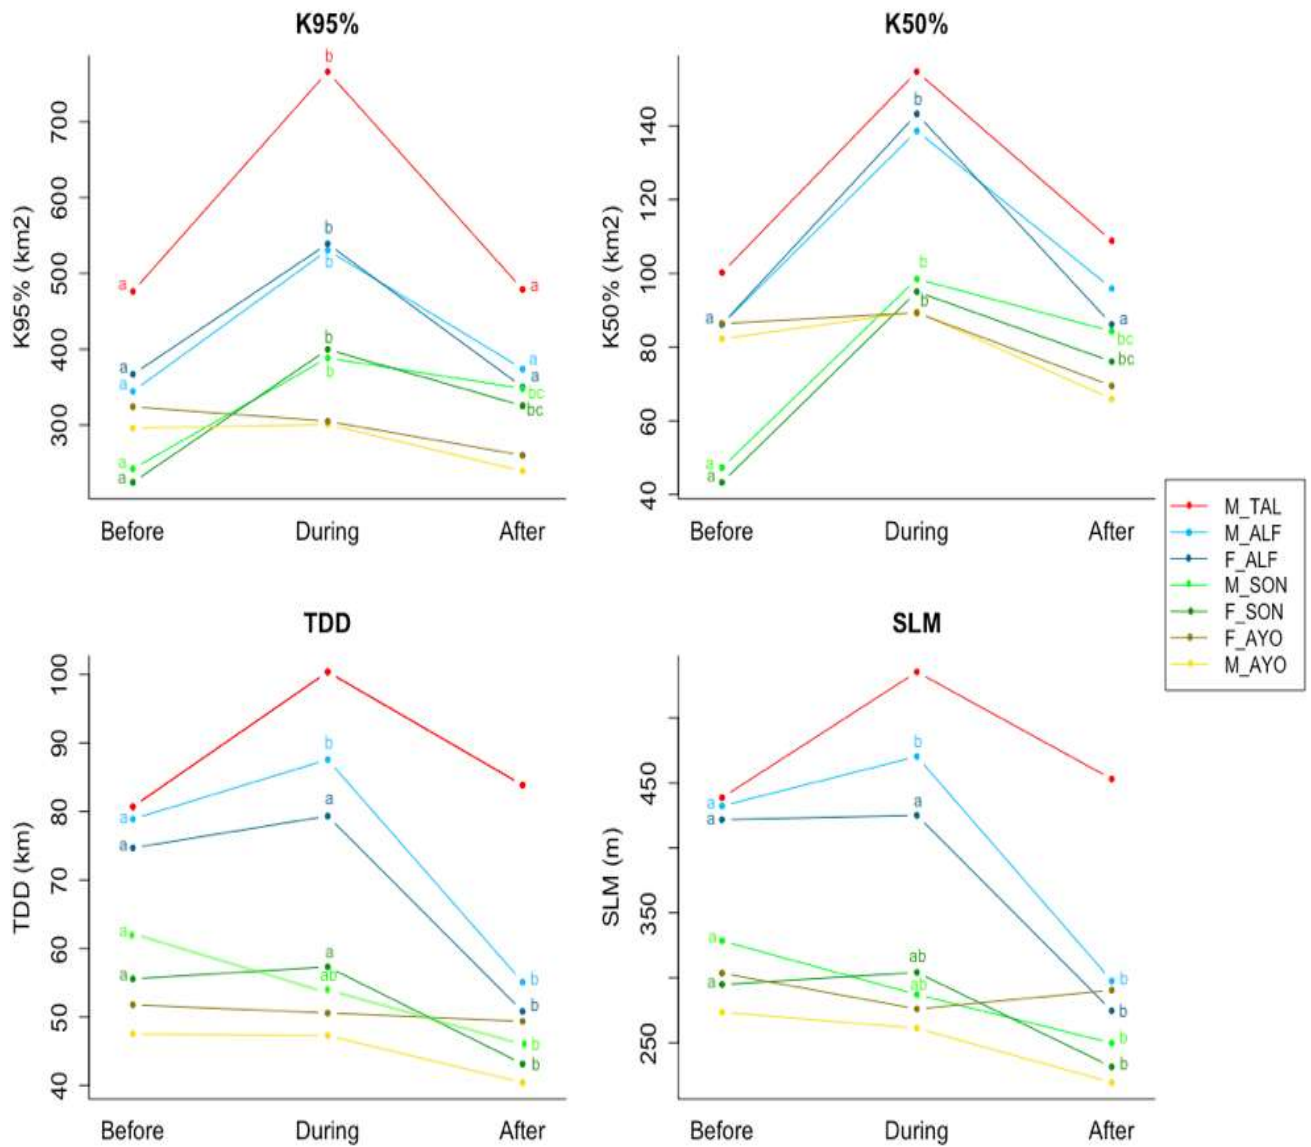 K95%
K95% (km2)
700
600
500
400
300
b
b
b
b
b
a
a
a
a
a
a
a
a
bc
bc
Before During After
K50%
K50% (km2)
140
120
100
80
60
40
b
b
b
a
a
a
a
bc
bc
Before During After
M_TAL
M_ALF
F_ALF
M_SON
F_SON
F_AYO
M_AYO
TDD
TDD (km)
100
90
80
70
60
50
40
b
a
a
a
a
a
a
ab
b
b
b
b
Before During After
SLM
SLM (m)
450
350
250
b
a
a
a
a
a
ab
ab
b
b
b
b
Before During After